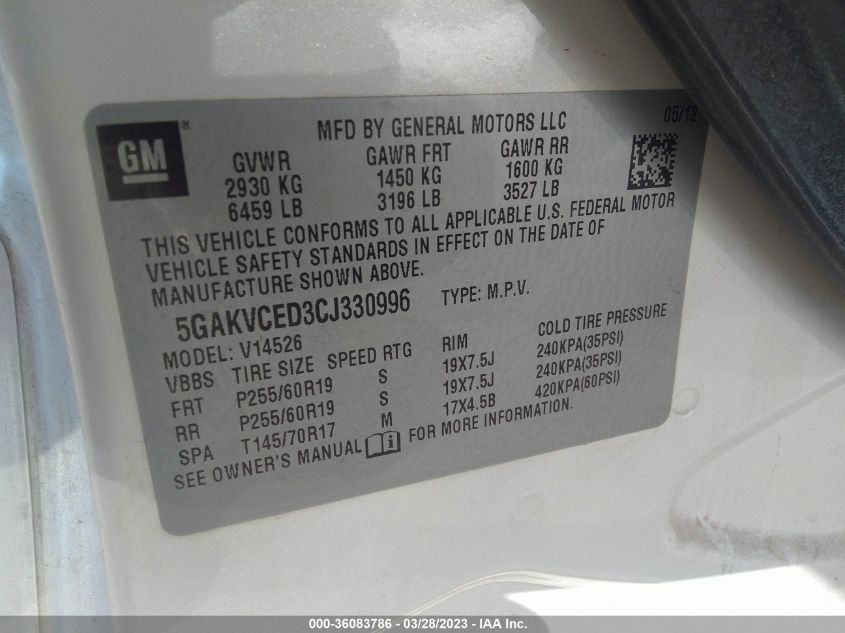 05/12
GM ®
MFD BY GENERAL MOTORS LLC
GVWR GAWR FRT GAWR RR
2930 KG 1450 KG 1600 KG
6459 LB 3196 LB 3527 LB
THIS VEHICLE CONFORMS TO ALL APPLICABLE U.S. FEDERAL MOTOR
VEHICLE SAFETY STANDARDS IN EFFECT ON THE DATE OF
MANUFACTURE SHOWN ABOVE.
5GAKVCED3CJ330996 TYPE: M.P.V.
MODEL: V14526
VBBS TIRE SIZE SPEED RTG RIM COLD TIRE PRESSURE
FRT P255/60R19 S 19X7.5J 240KPA(35PSI)
RR P255/60R19 S 19X7.5J 240KPA(35PSI)
SPA T145/70R17 M 17X4.5B 420KPA(60PSI)
SEE OWNER'S MANUAL i FOR MORE INFORMATION.
000-36083786 - 03/28/2023 - IAA Inc.